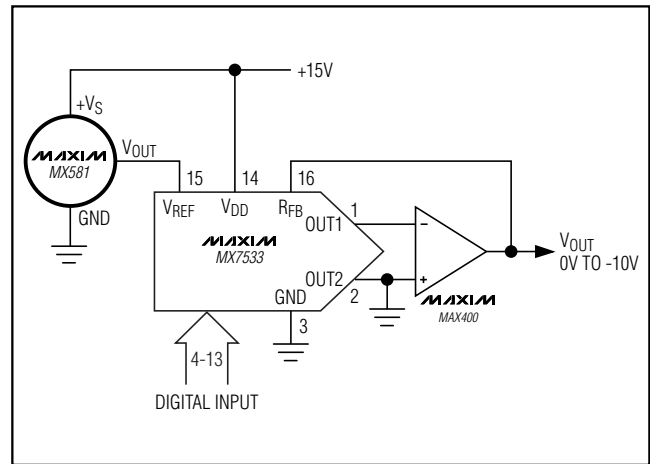 +15V
+VS
MAXIM
MX581
VOUT
GND
15
14
16
VREF
VDD
RFB
OUT1
1
MAXIM
MX7533
OUT2
2
GND
3
4-13
DIGITAL INPUT
−
+
MAXIM
MAX400
VOUT
0V TO -10V